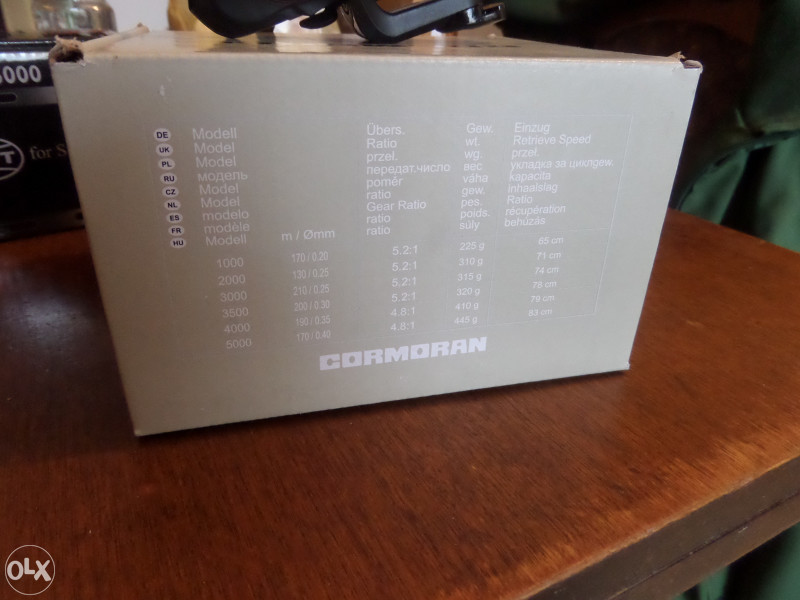 5000
for S
DE Modell Übers. Gew. Einzug
UK Model Ratio wt. Retrieve Speed
PL Model przel. wg. przeł
RU модель передат.число вес укладка за циклgew.
CZ Model poměr váha kapacita
NL Model ratio gew. inhaalslag
ES modelo Gear Ratio pes. Ratio
FR modèle ratio poids. récupération
HU Modell m / Ømm ratio súly behúzás
1000 170 / 0.20 5.2:1 225 g 65 cm
2000 130 / 0.25 5.2:1 310 g 71 cm
3000 210 / 0.25 5.2:1 315 g 74 cm
3500 200 / 0.30 5.2:1 320 g 78 cm
4000 190 / 0.35 4.8:1 410 g 79 cm
5000 170 / 0.40 4.8:1 445 g 83 cm
CORMORAN
OLX